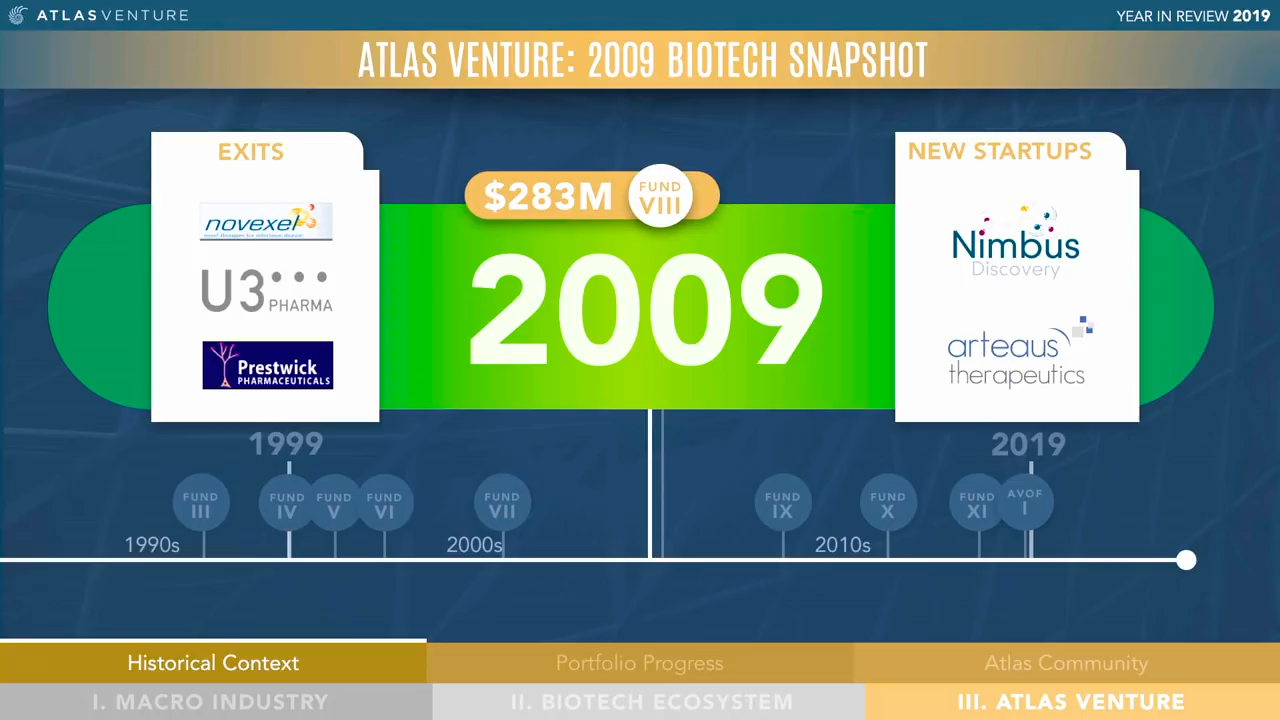 ATLAS VENTURE
YEAR IN REVIEW 2019
ATLAS VENTURE: 2009 BIOTECH SNAPSHOT
EXITS
novexel
U3 PHARMA
Prestwick
PHARMACEUTICALS
$283M
FUND
VIII
2009
NEW STARTUPS
Nimbus
Discovery
arteaus
therapeutics
1999
2019
FUND
III
FUND
IV
FUND
V
FUND
VI
FUND
VII
FUND
IX
FUND
X
FUND
XI
AVOF
I
1990s
2000s
2010s
Historical Context
Portfolio Progress
Atlas Community
I. MACRO INDUSTRY
II. BIOTECH ECOSYSTEM
III. ATLAS VENTURE